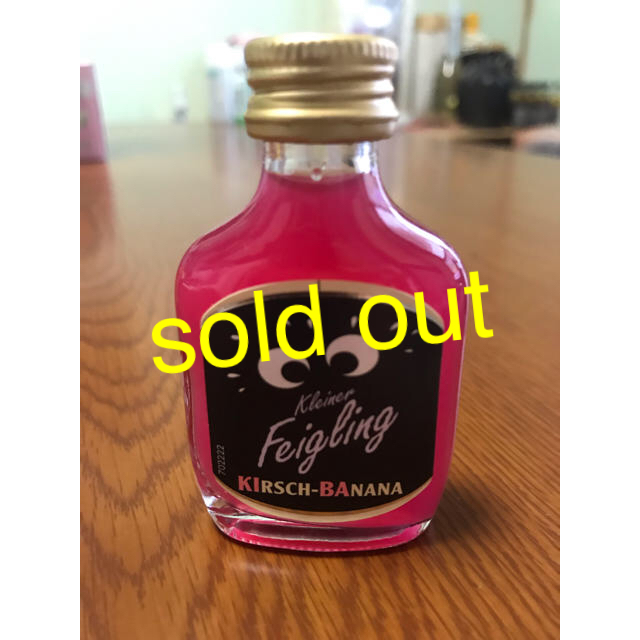 sold out
Kleiner
Feigling
KIRSCH-BANANA
702222